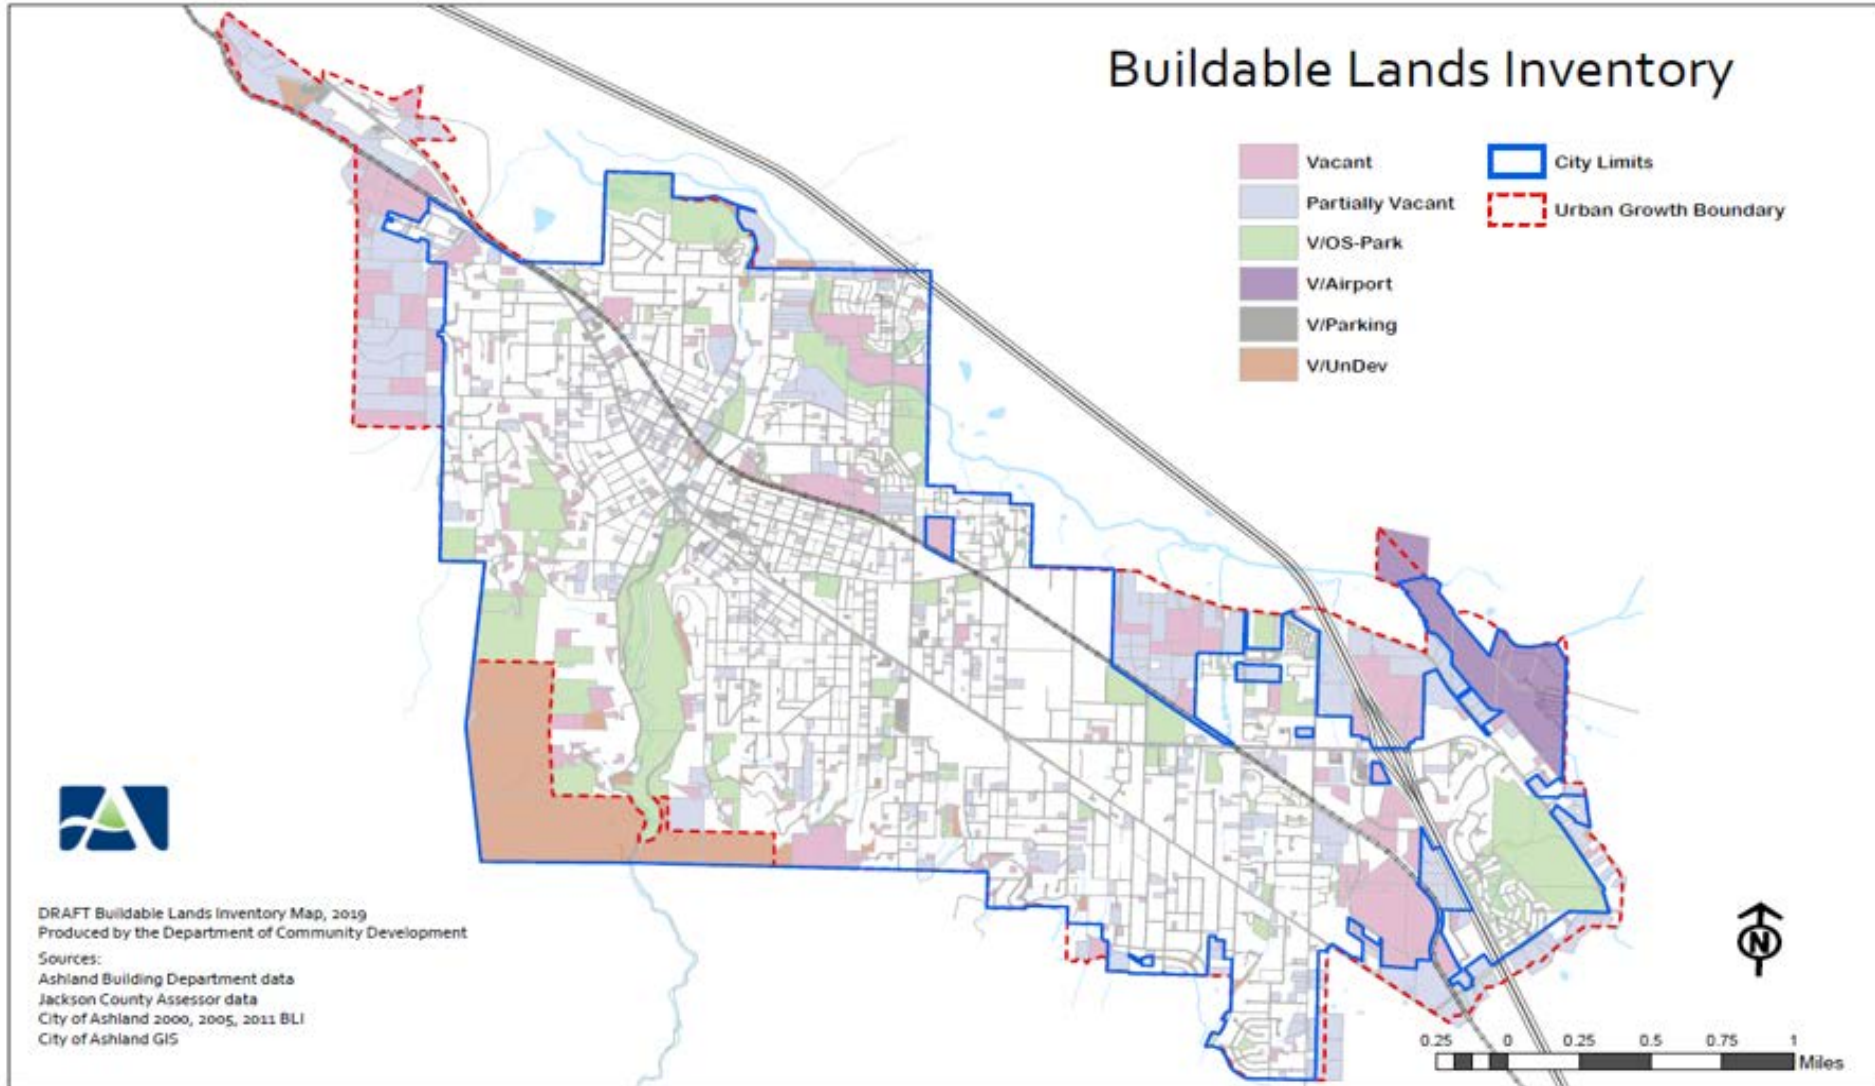 Buildable Lands Inventory
Vacant
Partially Vacant
V/OS-Park
V/Airport
V/Parking
V/UnDev
City Limits
Urban Growth Boundary
DRAFT Buildable Lands Inventory Map, 2019
Produced by the Department of Community Development
Sources:
Ashland Building Department data
Jackson County Assessor data
City of Ashland 2000, 2005, 2011 BLI
City of Ashland GIS
N
0.25 0 0.25 0.5 0.75 1
Miles